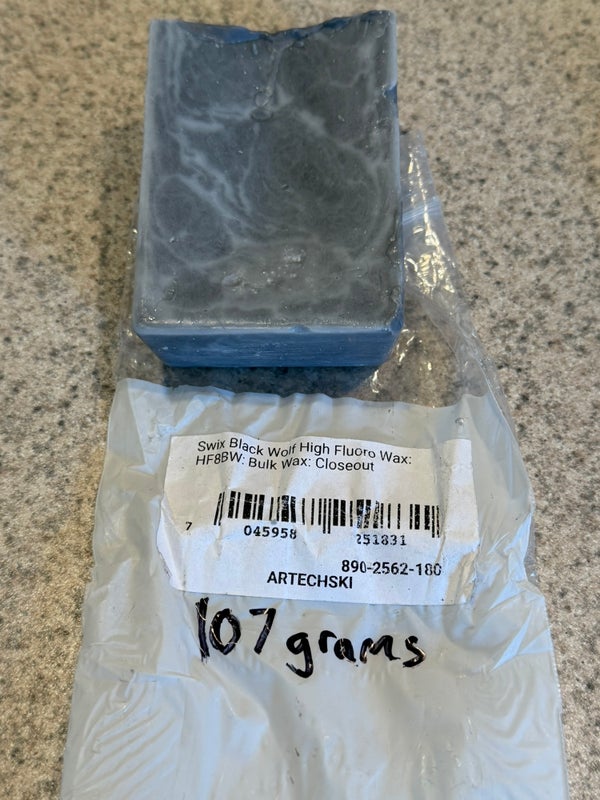 Swix Black Wolf High Fluoro Wax:
HF8BW: Bulk Wax: Closeout
7 045958 251831
890-2562-180
ARTECHSKI
107 grams